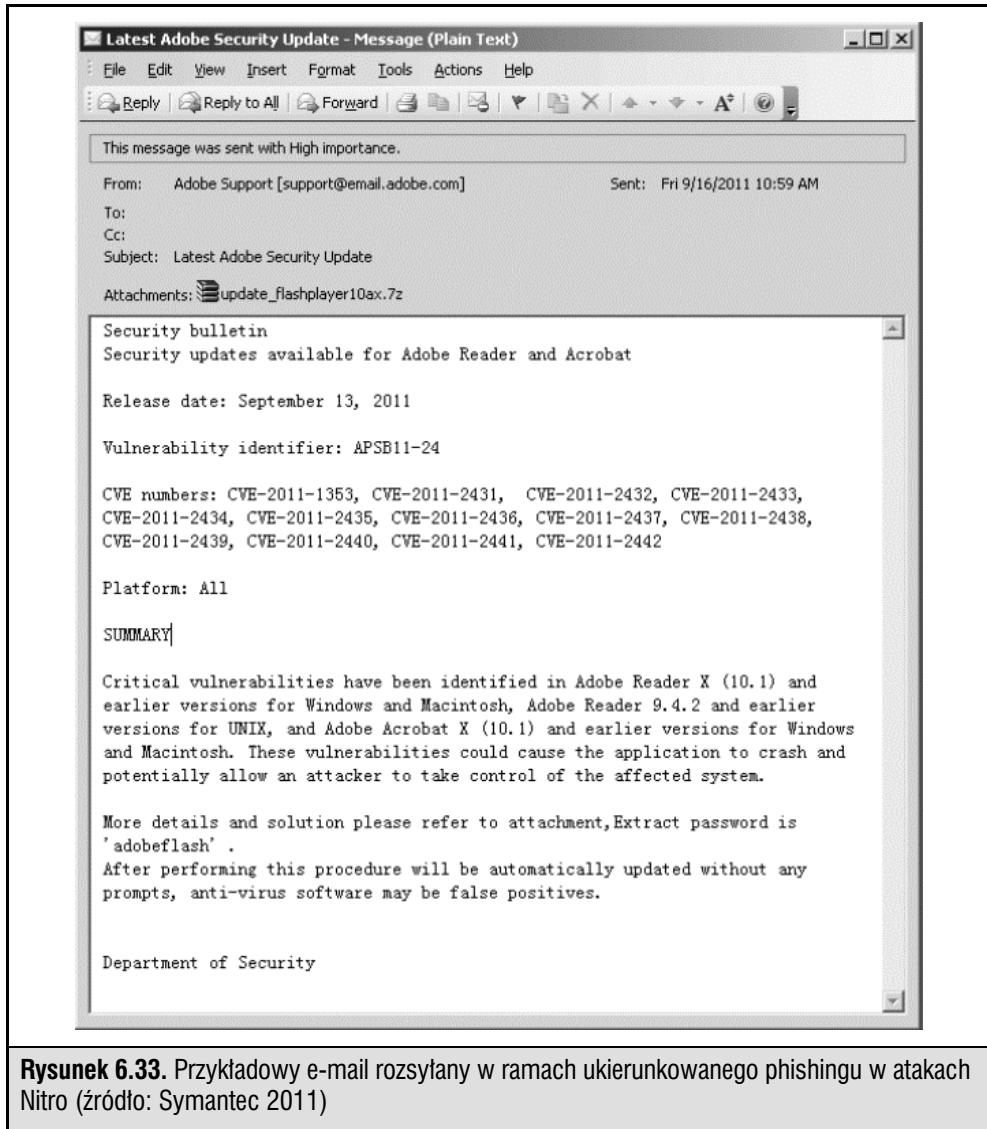 Latest Adobe Security Update - Message (Plain Text)
File Edit View Insert Format Tools Actions Help
Reply Reply to All Forward
This message was sent with High importance.
From: Adobe Support [support@email.adobe.com] Sent: Fri 9/16/2011 10:59 AM
To:
Cc:
Subject: Latest Adobe Security Update
Attachments: update_flashplayer10ax.7z
Security bulletin
Security updates available for Adobe Reader and Acrobat
Release date: September 13, 2011
Vulnerability identifier: APSB11-24
CVE numbers: CVE-2011-1353, CVE-2011-2431, CVE-2011-2432, CVE-2011-2433,
CVE-2011-2434, CVE-2011-2435, CVE-2011-2436, CVE-2011-2437, CVE-2011-2438,
CVE-2011-2439, CVE-2011-2440, CVE-2011-2441, CVE-2011-2442
Platform: All
SUMMARY
Critical vulnerabilities have been identified in Adobe Reader X (10.1) and
earlier versions for Windows and Macintosh, Adobe Reader 9.4.2 and earlier
versions for UNIX, and Adobe Acrobat X (10.1) and earlier versions for Windows
and Macintosh. These vulnerabilities could cause the application to crash and
potentially allow an attacker to take control of the affected system.
More details and solution please refer to attachment,Extract password is
'adobeflash' .
After performing this procedure will be automatically updated without any
prompts, anti-virus software may be false positives.
Department of Security
Rysunek 6.33. Przykładowy e-mail rozsyłany w ramach ukierunkowanego phishingu w atakach
Nitro (źródło: Symantec 2011)